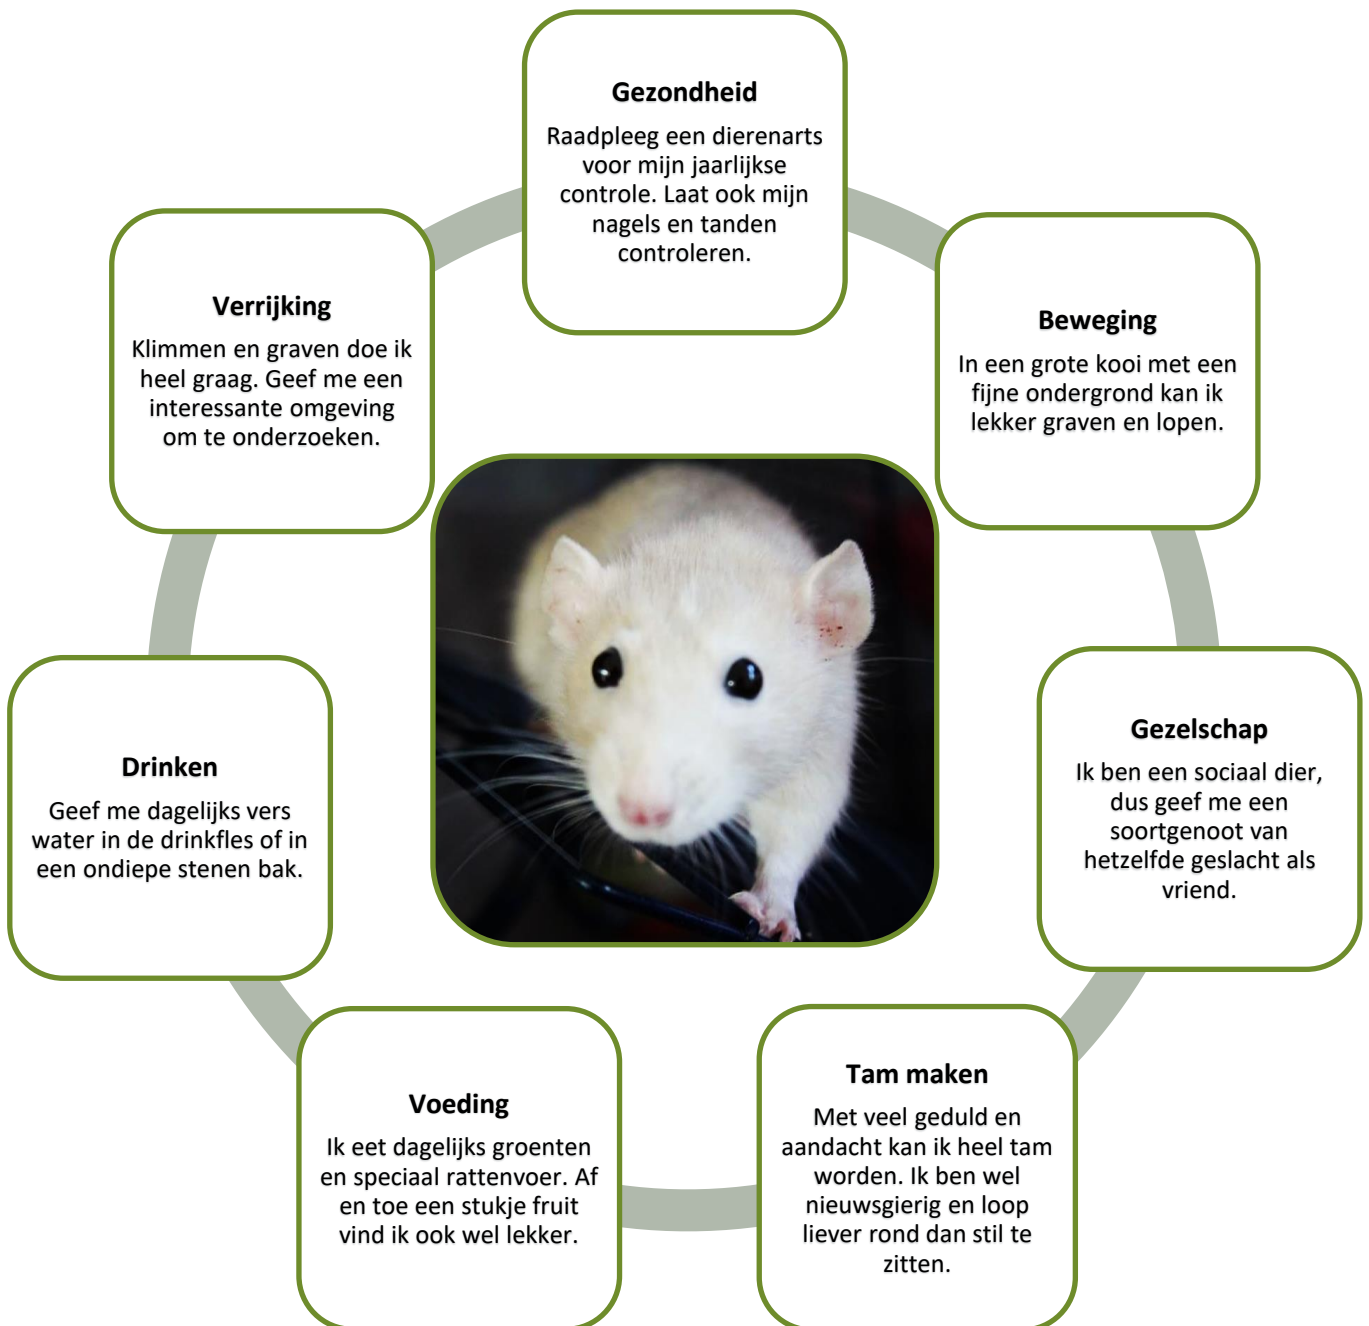 Gezondheid
Raadpleeg een dierenarts
voor mijn jaarlijkse
controle. Laat ook mijn
nagels en tanden
controleren.
Beweging
In een grote kooi met een
fijne ondergrond kan ik
lekker graven en lopen.
Gezelschap
Ik ben een sociaal dier,
dus geef me een
soortgenoot van
hetzelfde geslacht als
vriend.
Tam maken
Met veel geduld en
aandacht kan ik heel tam
worden. Ik ben wel
nieuwsgierig en loop
liever rond dan stil te
zitten.
Voeding
Ik eet dagelijks groenten
en speciaal rattenvoer. Af
en toe een stukje fruit
vind ik ook wel lekker.
Drinken
Geef me dagelijks vers
water in de drinkfles of in
een ondiepe stenen bak.
Verrijking
Klimmen en graven doe ik
heel graag. Geef me een
interessante omgeving
om te onderzoeken.